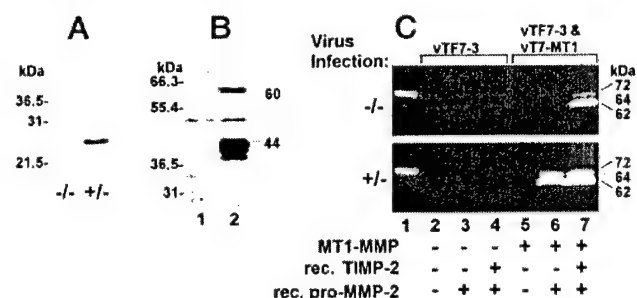 A
B
C
Virus
Infection:
vTF7-3
vTF7-3 &
vT7-MT1
kDa
36.5-
31-
21.5-
-/- +/-
kDa
66.3-
55.4-
36.5-
31-
60
44
1 2
-/-
kDa
72
64
62
+/-
72
64
62
1 2 3 4 5 6 7
MT1-MMP - - - + + +
rec. TIMP-2 - - + - - +
rec. pro-MMP-2 - + + - + +